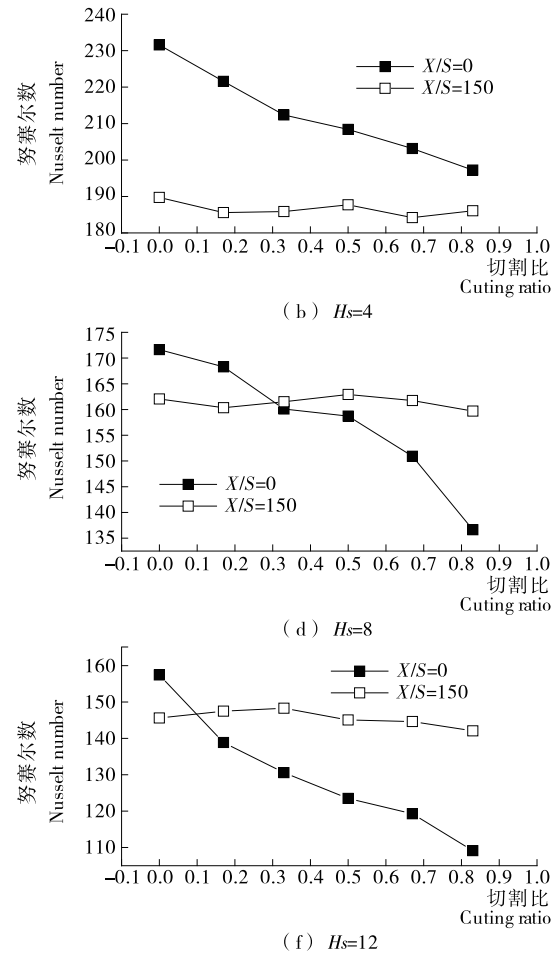 240
230
220
210
200
190
180
努赛尔数
Nusselt number
X/S=0
X/S=150
−0.1 0.0 0.1 0.2 0.3 0.4 0.5 0.6 0.7 0.8 0.9 1.0
切割比
Cuting ratio
（b） Hs=4
175
170
165
160
155
150
145
140
135
努赛尔数
Nusselt number
X/S=0
X/S=150
−0.1 0.0 0.1 0.2 0.3 0.4 0.5 0.6 0.7 0.8 0.9 1.0
切割比
Cuting ratio
（d） Hs=8
160
150
140
130
120
110
努赛尔数
Nusselt number
X/S=0
X/S=150
−0.1 0.0 0.1 0.2 0.3 0.4 0.5 0.6 0.7 0.8 0.9 1.0
切割比
Cuting ratio
（f） Hs=12